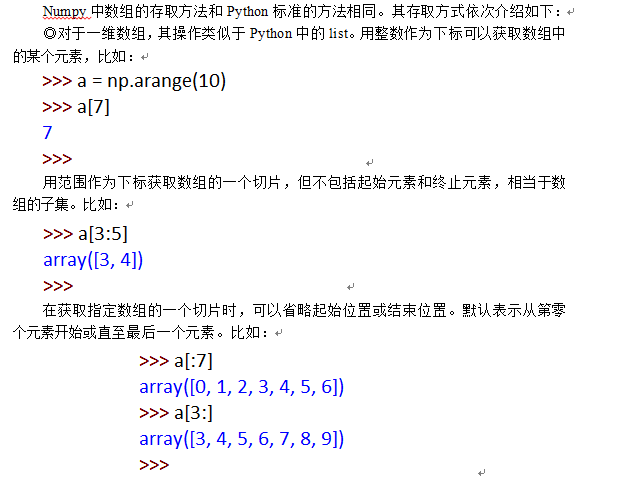 Numpy 中数组的存取方法和 Python 标准的方法相同。其存取方式依次介绍如下：
◎对于一维数组，其操作类似于 Python 中的 list。用整数作为下标可以获取数组中
的某个元素，比如：
>>> a = np.arange(10)
>>> a[7]
7
>>>
用范围作为下标获取数组的一个切片，但不包括起始元素和终止元素，相当于数
组的子集。比如：
>>> a[3:5]
array([3, 4])
>>>
在获取指定数组的一个切片时，可以省略起始位置或结束位置。默认表示从第零
个元素开始或直至最后一个元素。比如：
>>> a[:7]
array([0, 1, 2, 3, 4, 5, 6])
>>> a[3:]
array([3, 4, 5, 6, 7, 8, 9])
>>>